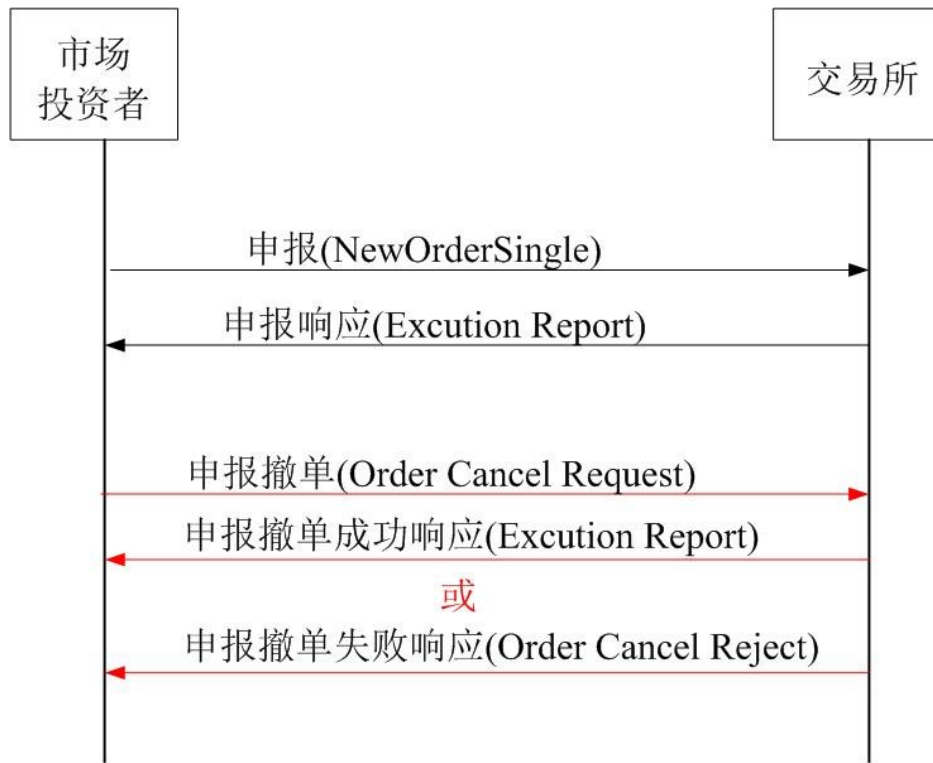 市场
投资者
交易所
申报(NewOrderSingle)
申报响应(Excution Report)
申报撤单(Order Cancel Request)
申报撤单成功响应(Excution Report)
或
申报撤单失败响应(Order Cancel Reject)